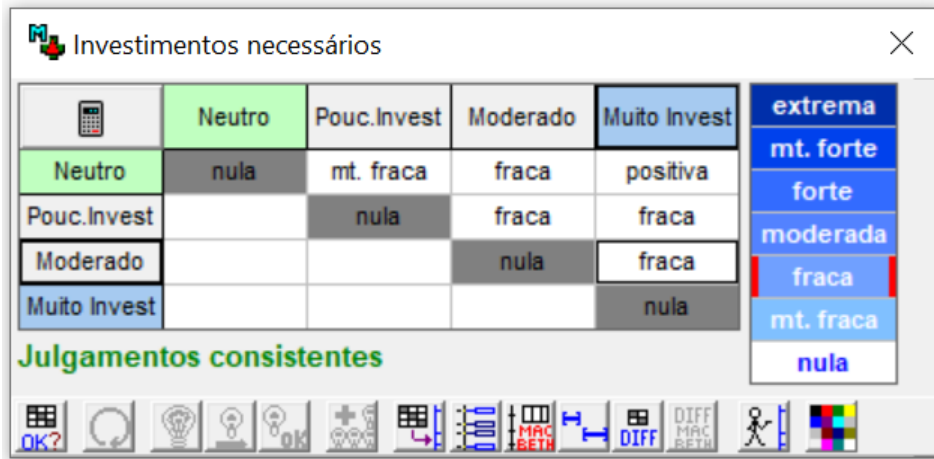 Investimentos necessários
Neutro Pouc.Invest Moderado Muito Invest
Neutro nula mt. fraca fraca positiva
Pouc.Invest nula fraca fraca
Moderado nula fraca
Muito Invest nula
extrema
mt. forte
forte
moderada
fraca
mt. fraca
nula
Julgamentos consistentes
OK? OK MAC BETH DIFF DIFF MAC BETH